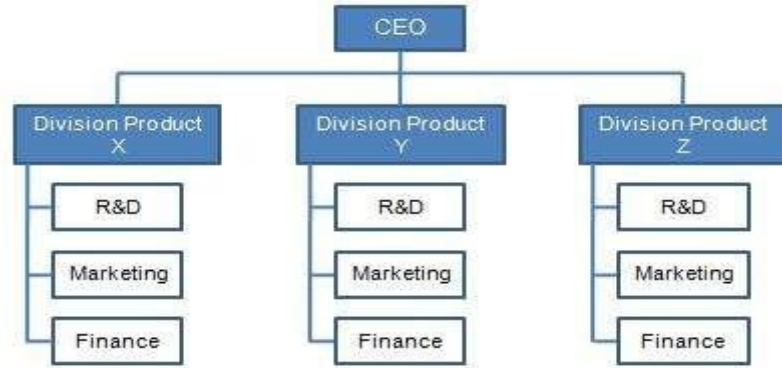 CEO
Division Product
X
R&D
Marketing
Finance
Division Product
Y
R&D
Marketing
Finance
Division Product
Z
R&D
Marketing
Finance